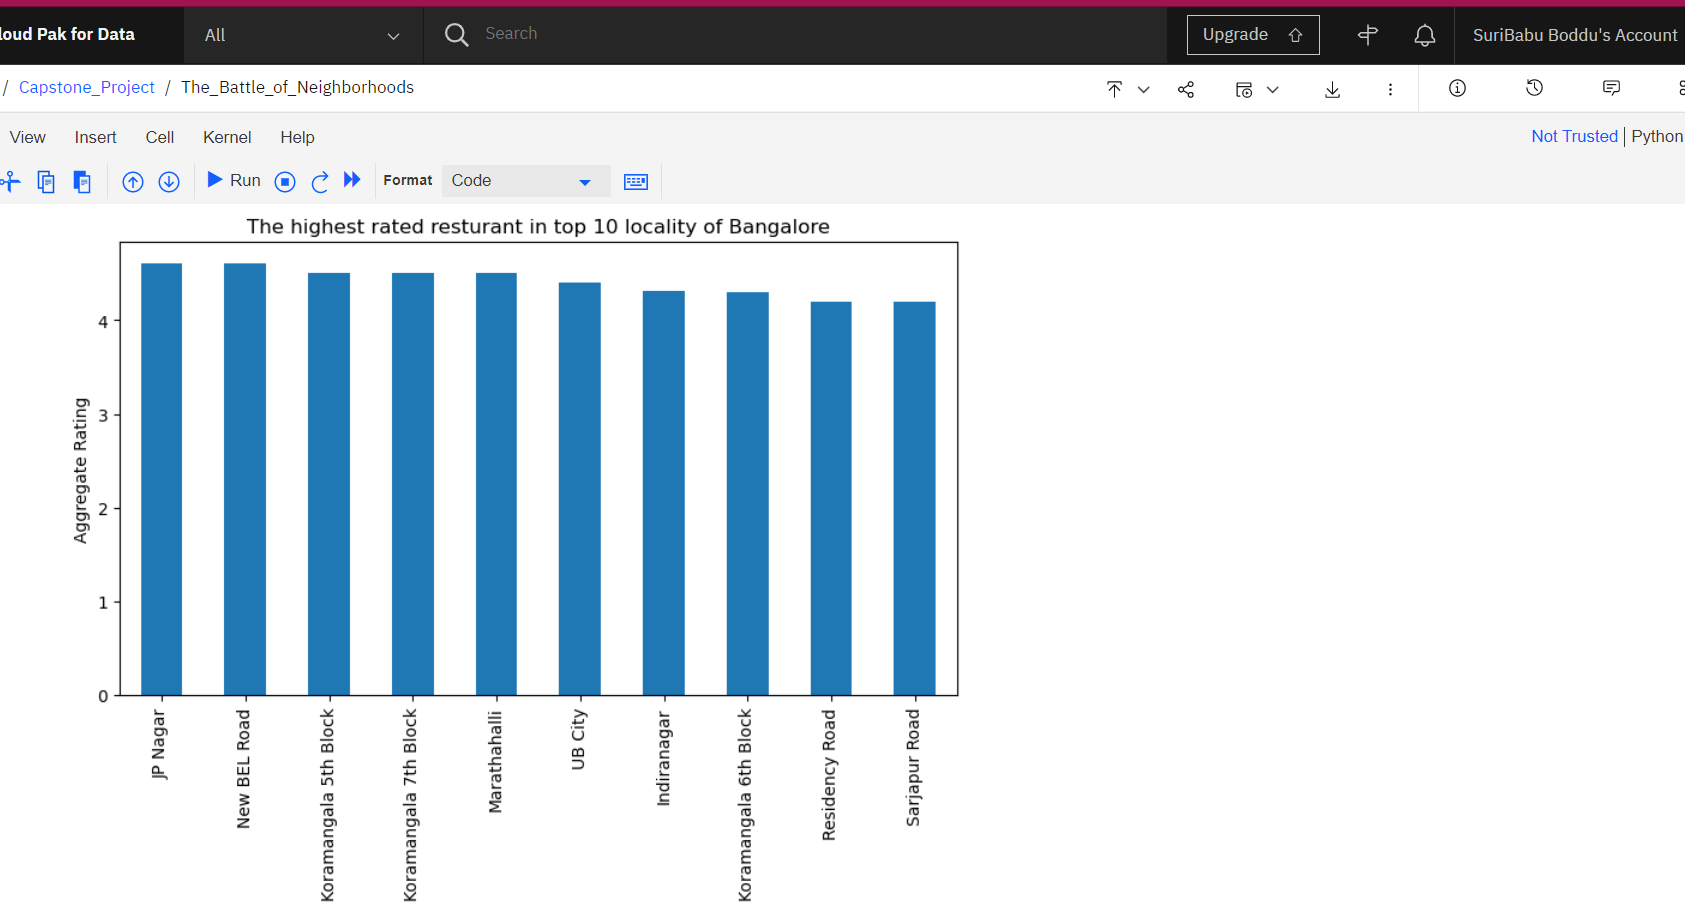 loud Pak for Data All Search Upgrade SuriBabu Boddu's Account
/ Capstone_Project / The_Battle_of_Neighborhoods
View Insert Cell Kernel Help Not Trusted | Python
Run Format Code
The highest rated resturant in top 10 locality of Bangalore
Aggregate Rating
4
3
2
1
0
JP Nagar
New BEL Road
Koramangala 5th Block
Koramangala 7th Block
Marathahalli
UB City
Indiranagar
Koramangala 6th Block
Residency Road
Sarjapur Road